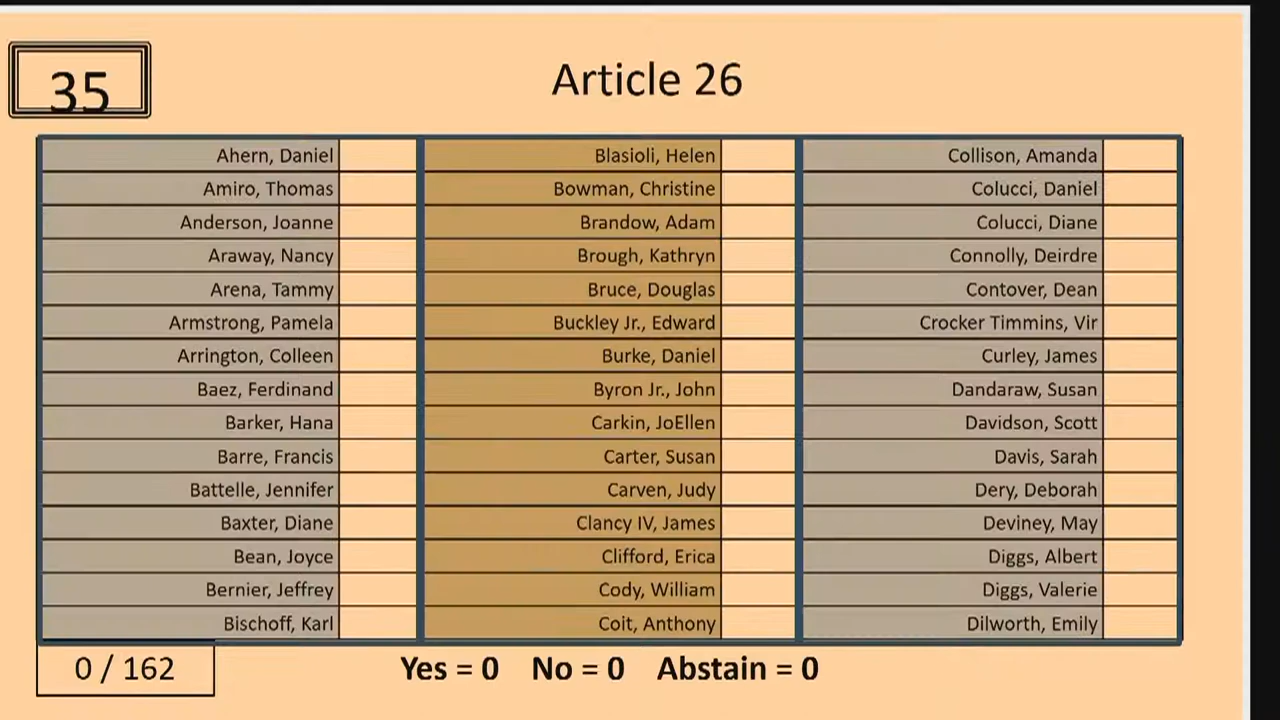 35
Article 26
Ahern, Daniel Blasioli, Helen Collison, Amanda
Amiro, Thomas Bowman, Christine Colucci, Daniel
Anderson, Joanne Brandow, Adam Colucci, Diane
Araway, Nancy Brough, Kathryn Connolly, Deirdre
Arena, Tammy Bruce, Douglas Contover, Dean
Armstrong, Pamela Buckley Jr., Edward Crocker Timmins, Vir
Arrington, Colleen Burke, Daniel Curley, James
Baez, Ferdinand Byron Jr., John Dandaraw, Susan
Barker, Hana Carkin, JoEllen Davidson, Scott
Barre, Francis Carter, Susan Davis, Sarah
Battelle, Jennifer Carven, Judy Dery, Deborah
Baxter, Diane Clancy IV, James Deviney, May
Bean, Joyce Clifford, Erica Diggs, Albert
Bernier, Jeffrey Cody, William Diggs, Valerie
Bischoff, Karl Coit, Anthony Dilworth, Emily
0 / 162 Yes = 0 No = 0 Abstain = 0